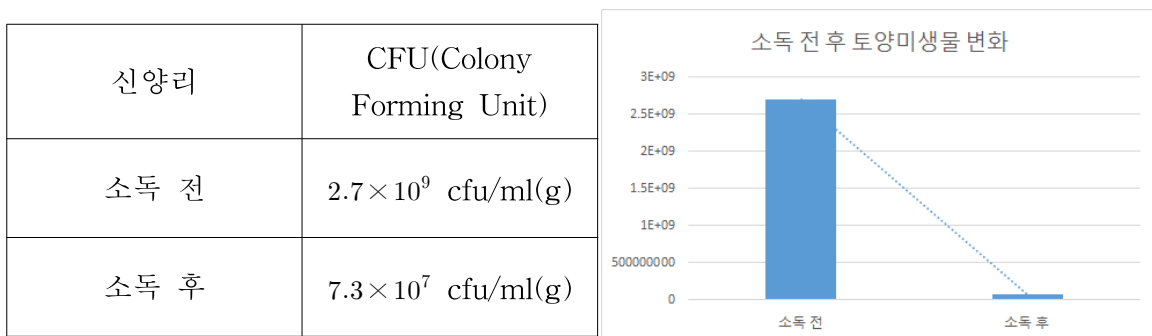 신양리
CFU(Colony
Forming Unit)
소독 전
2.7×10⁹ cfu/ml(g)
소독 후
7.3×10⁷ cfu/ml(g)
소독 전 후 토양미생물 변화
3E+09
2.5E+09
2E+09
1.5E+09
1E+09
500000000
0
소독 전
소독 후